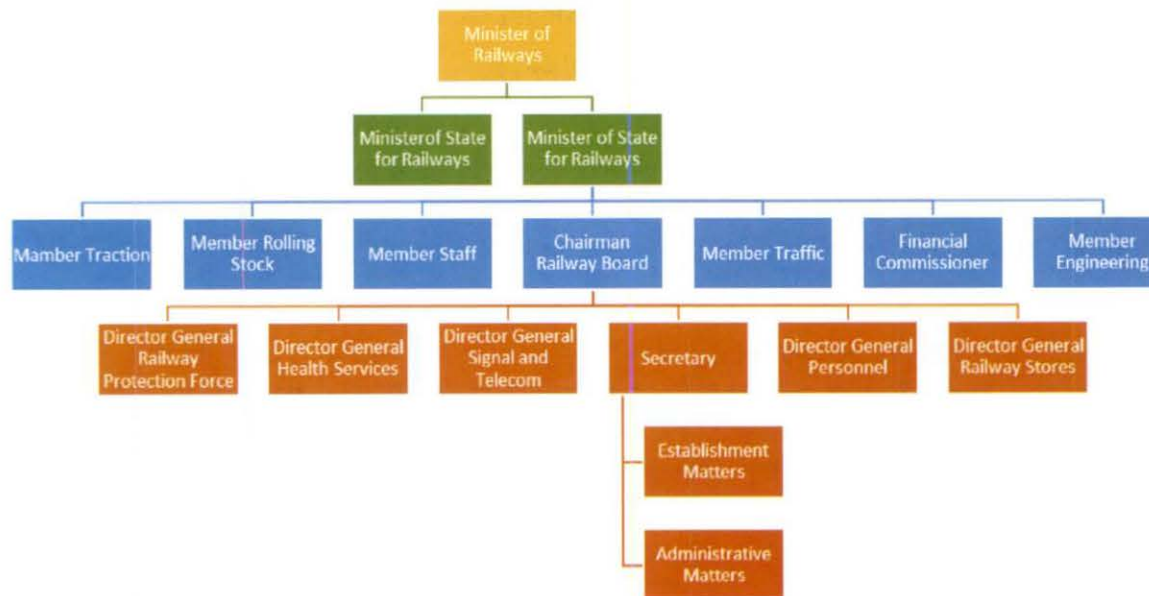 Minister of
Railways
Ministerof State
for Railways
Minister of State
for Railways
Mamber Traction
Member Rolling
Stock
Member Staff
Chairman
Railway Board
Member Traffic
Financial
Commissioner
Member
Engineering
Director General
Railway
Protection Force
Director General
Health Services
Director General
Signal and
Telecom
Secretary
Director General
Personnel
Director General
Railway Stores
Establishment
Matters
Administrative
Matters